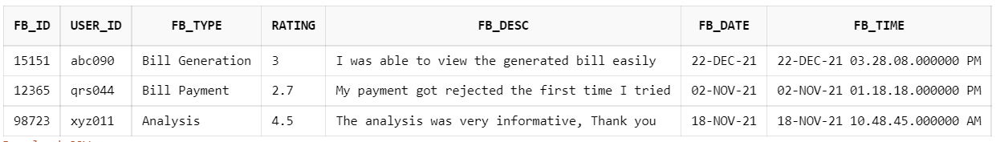 FB_ID USER_ID FB_TYPE RATING FB_DESC FB_DATE FB_TIME
15151 abc090 Bill Generation 3 I was able to view the generated bill easily 22-DEC-21 22-DEC-21 03.28.08.000000 PM
12365 qrs044 Bill Payment 2.7 My payment got rejected the first time I tried 02-NOV-21 02-NOV-21 01.18.18.000000 PM
98723 xyz011 Analysis 4.5 The analysis was very informative, Thank you 18-NOV-21 18-NOV-21 10.48.45.000000 AM